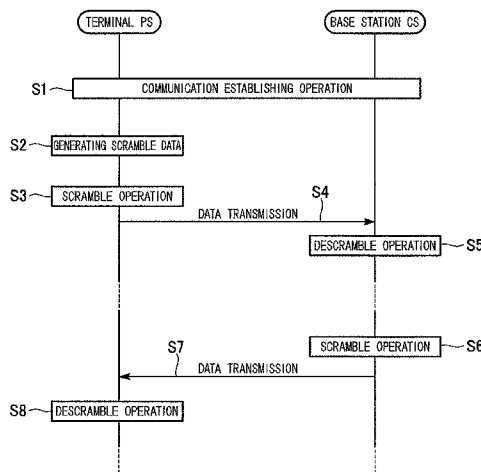 TERMINAL PS
BASE STATION CS
S1
COMMUNICATION ESTABLISHING OPERATION
S2
GENERATING SCRAMBLE DATA
S3
SCRAMBLE OPERATION
S4
DATA TRANSMISSION
DESCRAMBLE OPERATION
S5
SCRAMBLE OPERATION
S6
S7
DATA TRANSMISSION
S8
DESCRAMBLE OPERATION